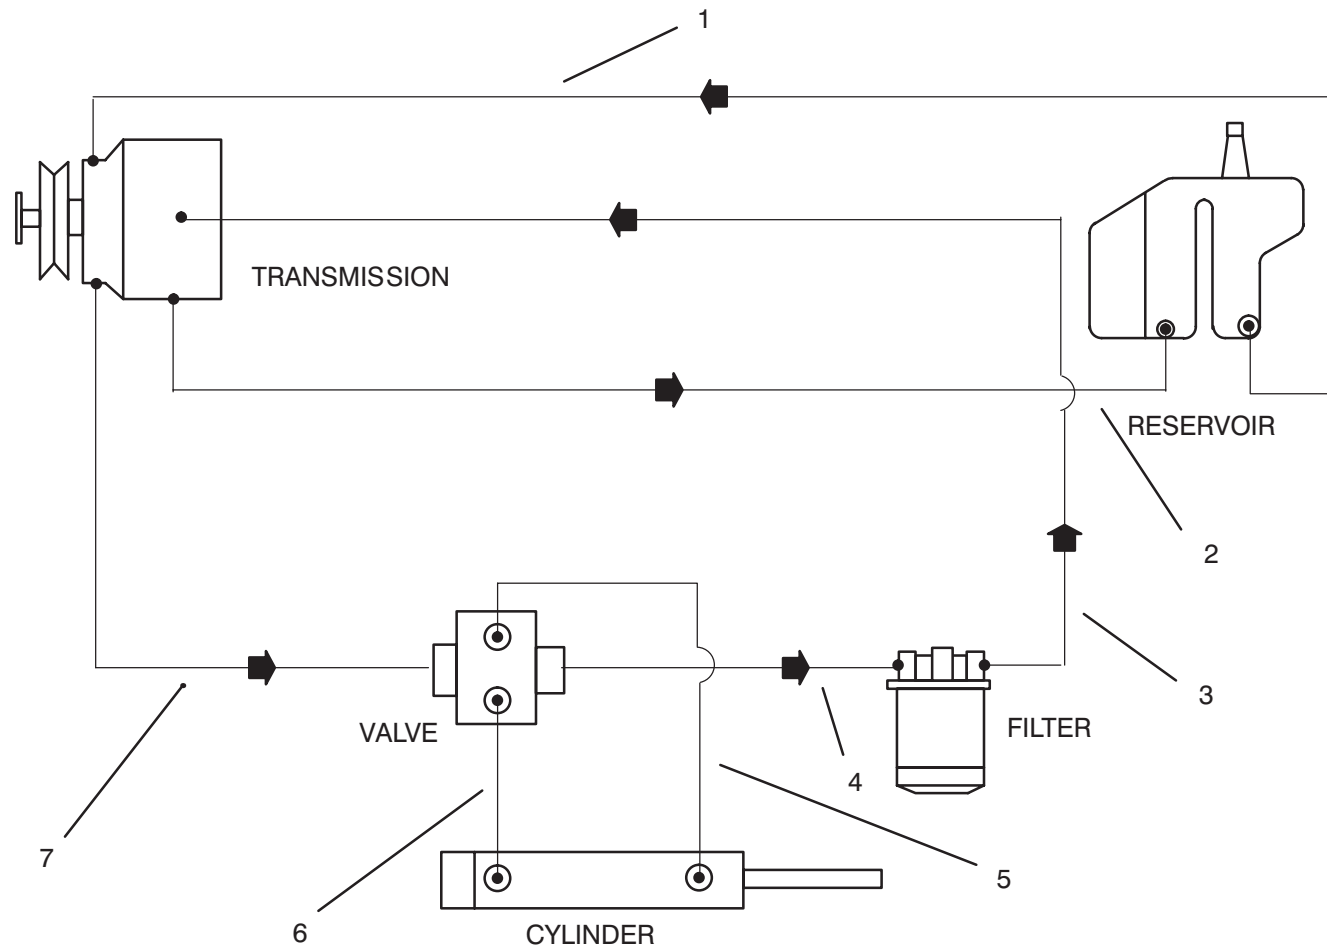 1
TRANSMISSION
RESERVOIR
2
3
VALVE
FILTER
4
7
5
6
CYLINDER